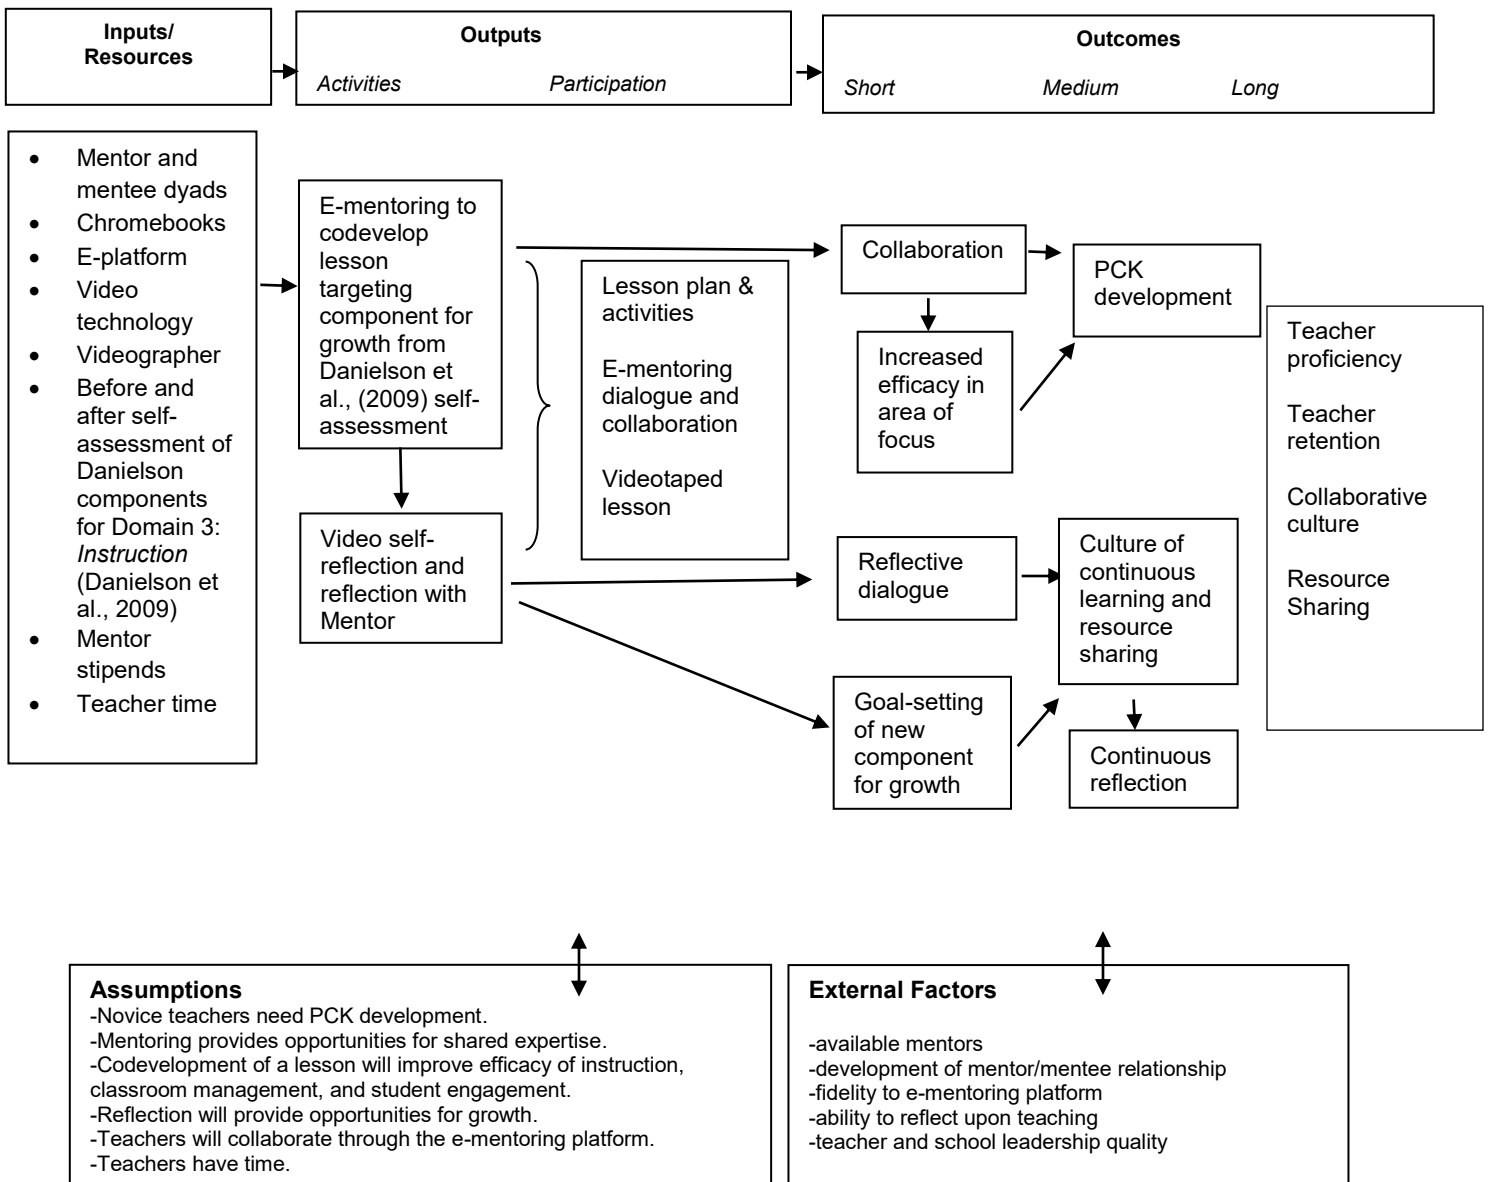 Inputs/
Resources
Outputs
Activities Participation
Outcomes
Short Medium Long
• Mentor and
mentee dyads
• Chromebooks
• E-platform
• Video
technology
• Videographer
• Before and
after self-
assessment of
Danielson
components
for Domain 3:
Instruction
(Danielson et
al., 2009)
• Mentor
stipends
• Teacher time
E-mentoring to
codevelop
lesson
targeting
component for
growth from
Danielson et
al., (2009) self-
assessment
Video self-
reflection and
reflection with
Mentor
Lesson plan &
activities
E-mentoring
dialogue and
collaboration
Videotaped
lesson
Collaboration
Increased
efficacy in
area of
focus
Reflective
dialogue
Goal-setting
of new
component
for growth
PCK
development
Culture of
continuous
learning and
resource
sharing
Continuous
reflection
Teacher
proficiency
Teacher
retention
Collaborative
culture
Resource
Sharing
Assumptions
-Novice teachers need PCK development.
-Mentoring provides opportunities for shared expertise.
-Codevelopment of a lesson will improve efficacy of instruction,
classroom management, and student engagement.
-Reflection will provide opportunities for growth.
-Teachers will collaborate through the e-mentoring platform.
-Teachers have time.
External Factors
-available mentors
-development of mentor/mentee relationship
-fidelity to e-mentoring platform
-ability to reflect upon teaching
-teacher and school leadership quality